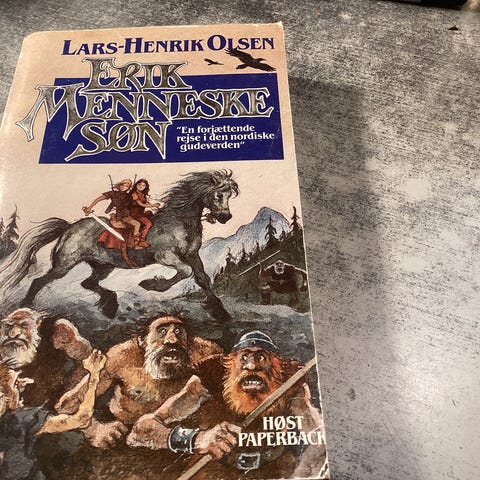 LARS-HENRIK OLSEN
ERIK
MENNESKE
SØN
"En forjættende
rejse i den nordiske
gudeverden"
HØST
PAPERBACK